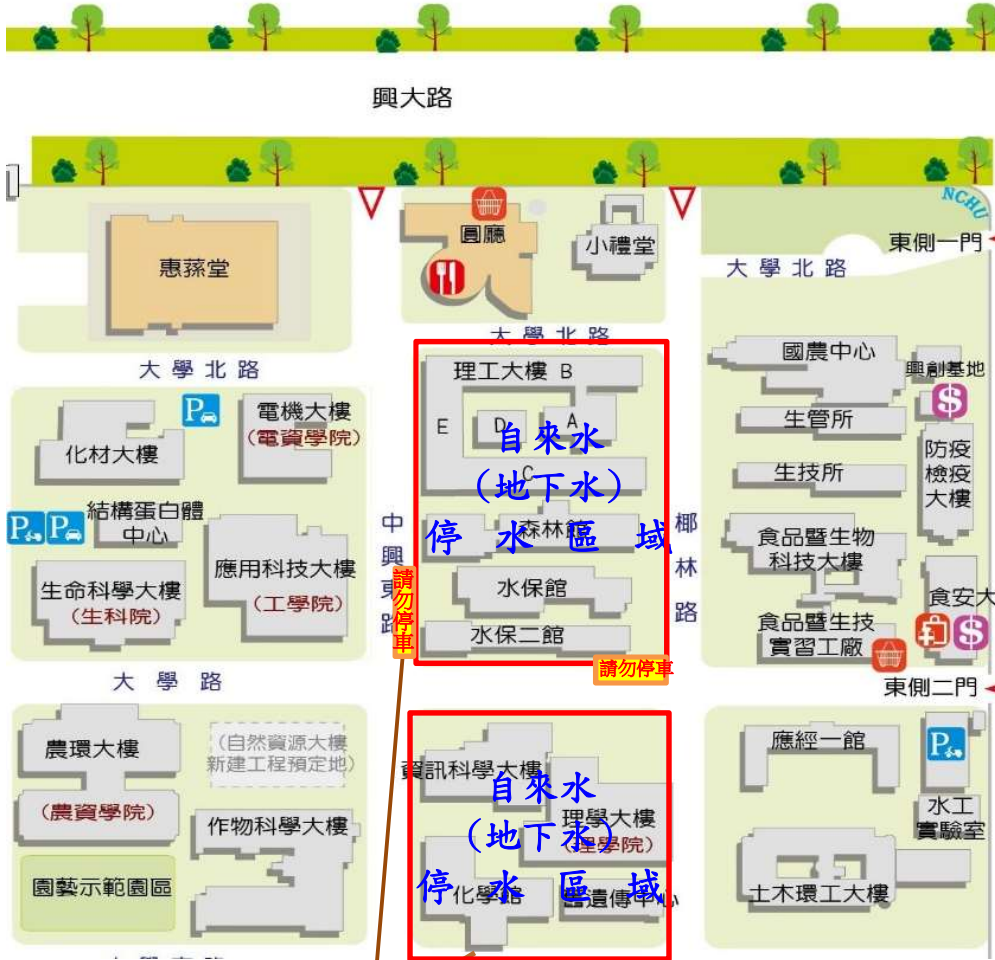 興大路
NCHU
圓廳
小禮堂
東側一門
惠蓀堂
大學北路
大學北路
大學北路
理工大樓 B
國農中心
興創基地
$
P
電機大樓
(電資學院)
化材大樓
E
D
A
自來水
生管所
防疫
檢疫
大樓
C
(地下水)
生技所
P P
結構蛋白體
中心
中興東路
森林館
停水區域
椰林路
食品暨生物
科技大樓
應用科技大樓
(工學院)
生命科學大樓
(生科院)
請勿停車
水保館
食安大
$
水保二館
食品暨生技
實習工廠
請勿停車
大學路
東側二門
農環大樓
(自然資源大樓
新建工程預定地)
應經一館
P
資訊科學大樓
自來水
(農資學院)
作物科學大樓
理學大樓
(理學院)
(地下水)
水工
實驗室
園藝示範園區
停水區域
化學館
遺傳中心
土木環工大樓